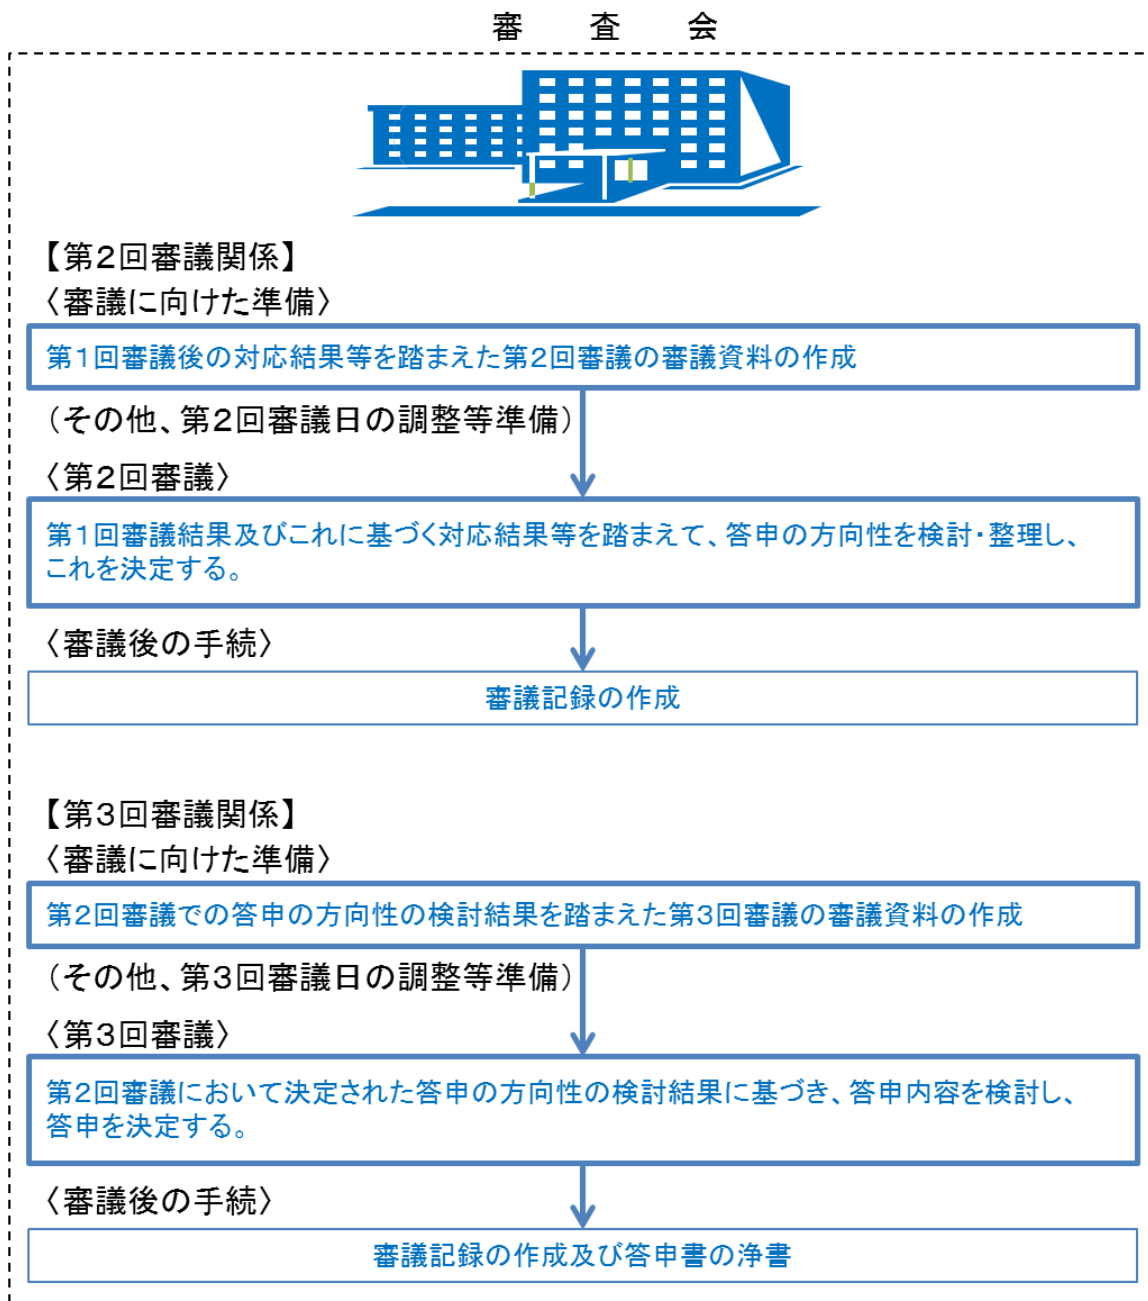 審査会
【第２回審議関係】
〈審議に向けた準備〉
第１回審議後の対応結果等を踏まえた第２回審議の審議資料の作成
（その他、第２回審議日の調整等準備）
〈第２回審議〉
第１回審議結果及びこれに基づく対応結果等を踏まえて、答申の方向性を検討・整理し、
これを決定する。
〈審議後の手続〉
審議記録の作成
【第３回審議関係】
〈審議に向けた準備〉
第２回審議での答申の方向性の検討結果を踏まえた第３回審議の審議資料の作成
（その他、第３回審議日の調整等準備）
〈第３回審議〉
第２回審議において決定された答申の方向性の検討結果に基づき、答申内容を検討し、
答申を決定する。
〈審議後の手続〉
審議記録の作成及び答申書の浄書